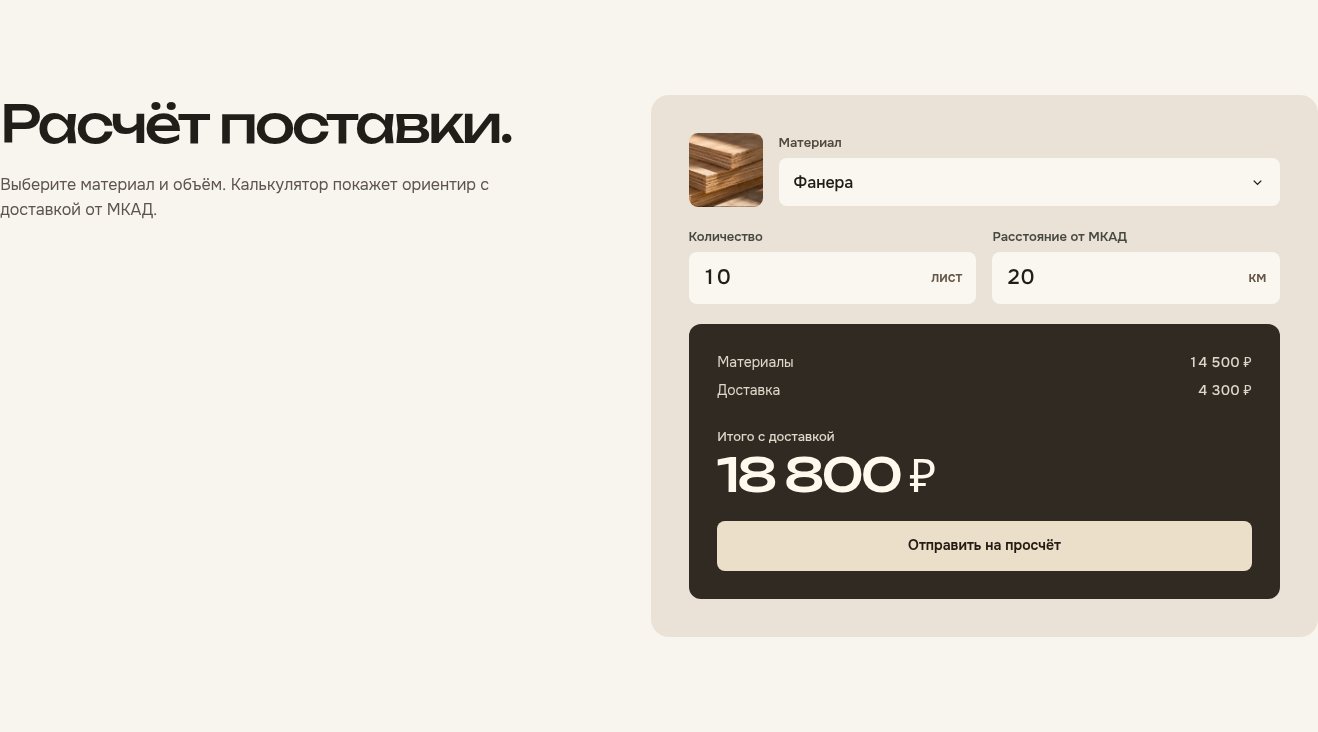 Расчёт поставки.
Выберите материал и объём. Калькулятор покажет ориентир с
доставкой от МКАД.
Материал
Фанера
Количество
Расстояние от МКАД
10 лист
20 км
Материалы 14 500 ₽
Доставка 4 300 ₽
Итого с доставкой
18 800 ₽
Отправить на просчёт